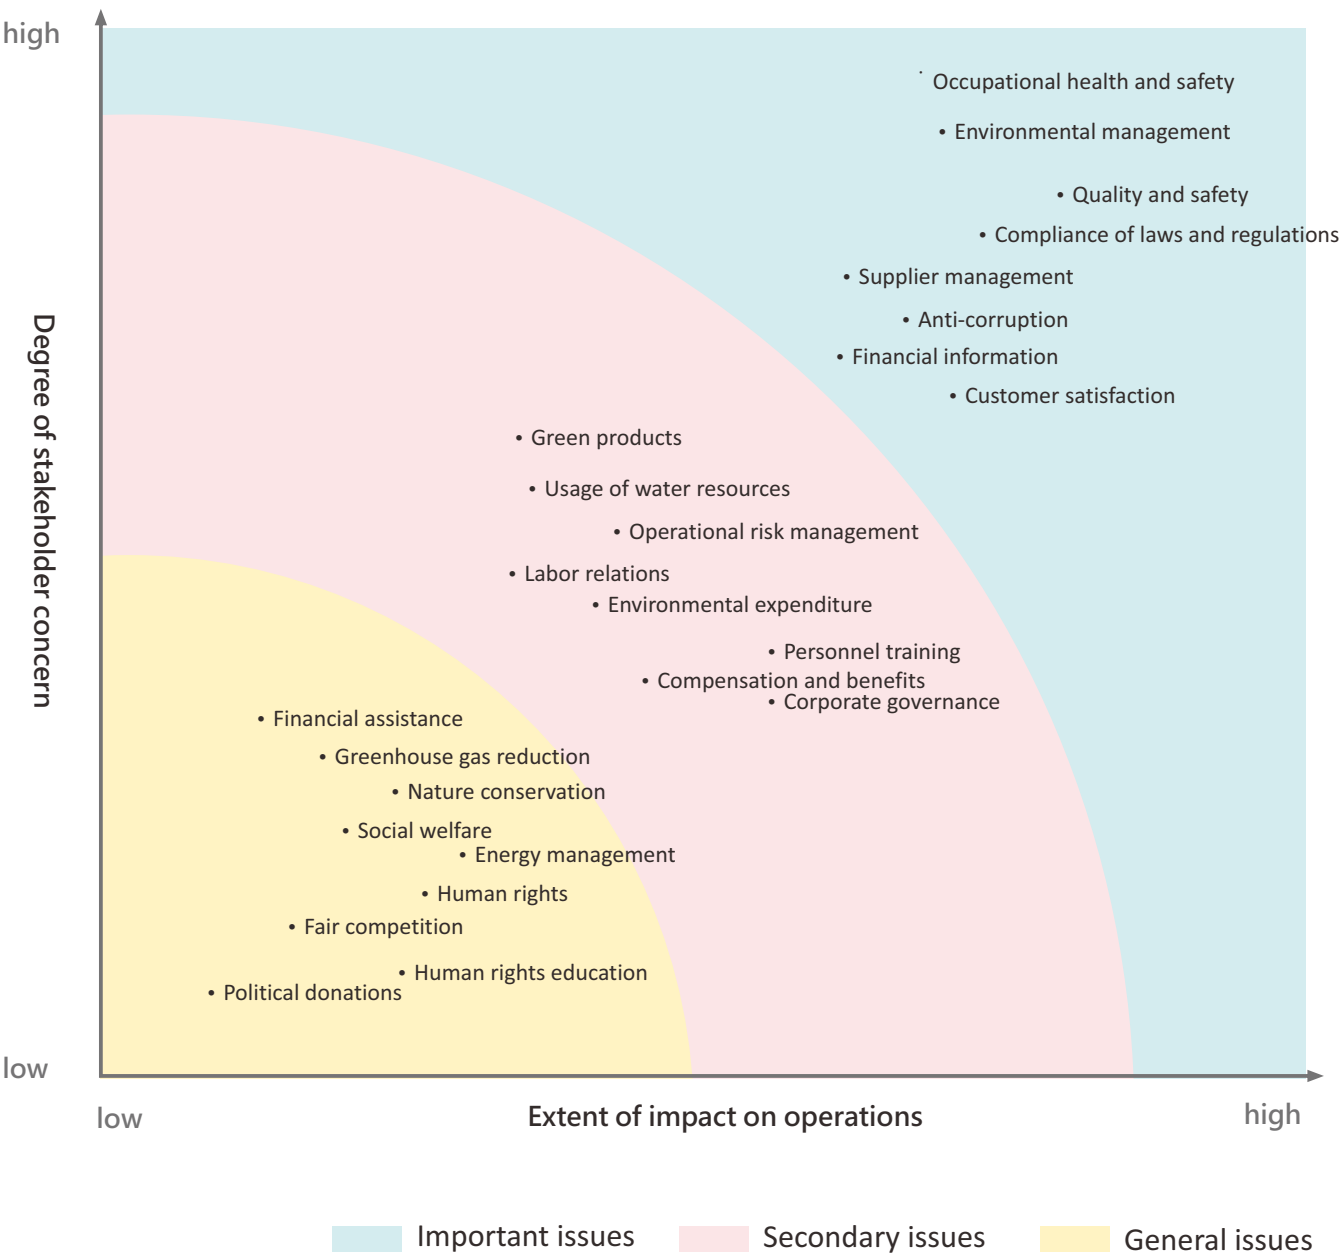 high
Occupational health and safety
• Environmental management
• Quality and safety
• Compliance of laws and regulations
• Supplier management
• Anti-corruption
• Financial information
• Customer satisfaction
• Green products
• Usage of water resources
• Operational risk management
• Labor relations
• Environmental expenditure
• Personnel training
• Compensation and benefits
• Corporate governance
• Financial assistance
• Greenhouse gas reduction
• Nature conservation
• Social welfare
• Energy management
• Human rights
• Fair competition
• Human rights education
• Political donations
Degree of stakeholder concern
low
low
Extent of impact on operations
high
Important issues
Secondary issues
General issues